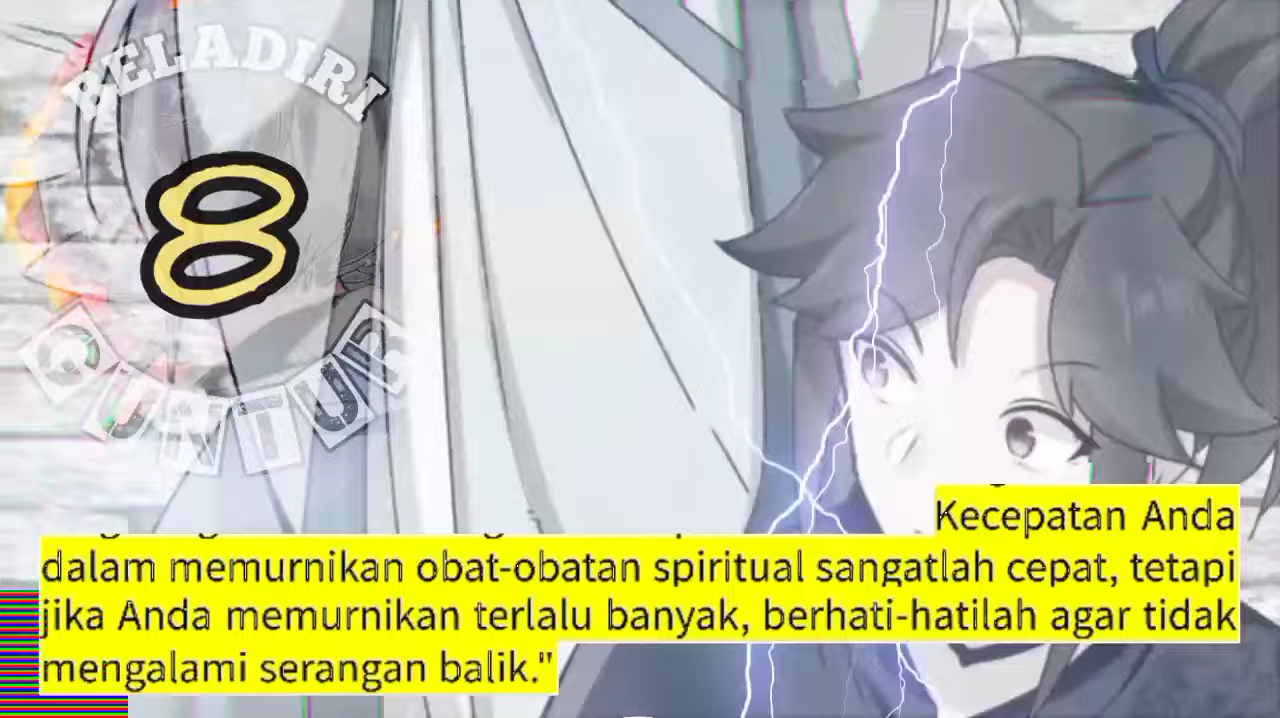 BELADIRI
8
GUNTUR
Kecepatan Anda
dalam memurnikan obat-obatan spiritual sangatlah cepat, tetapi
jika Anda memurnikan terlalu banyak, berhati-hatilah agar tidak
mengalami serangan balik."